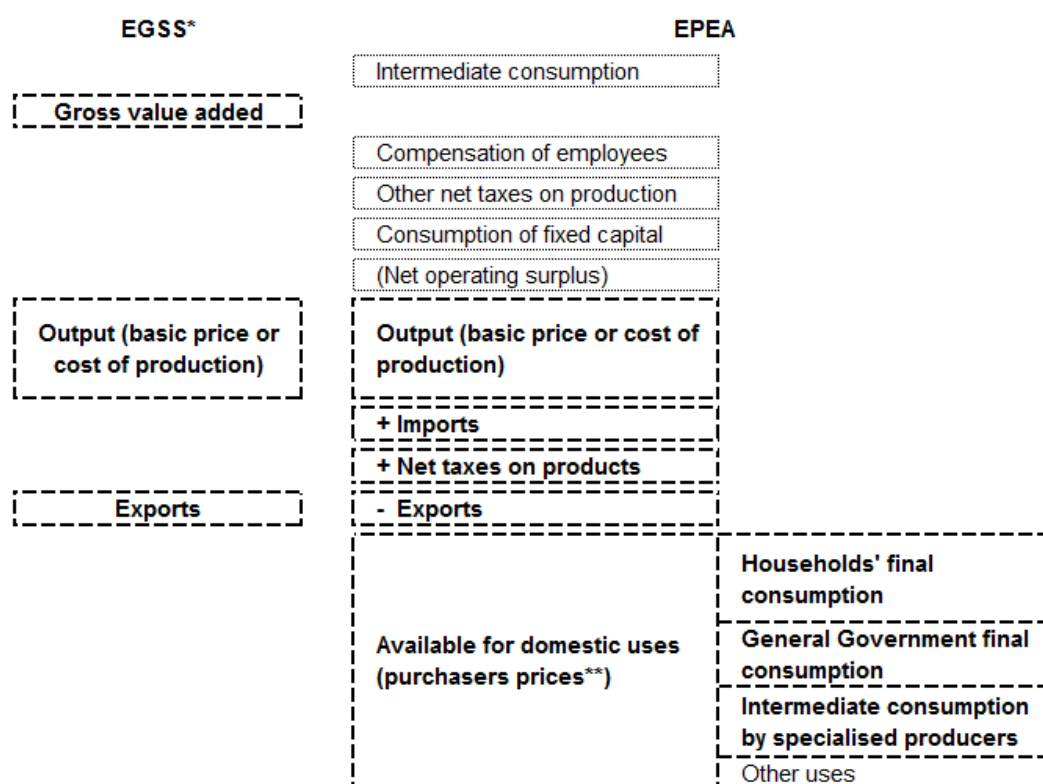 EGSS* EPEA
Intermediate consumption
Gross value added
Compensation of employees
Other net taxes on production
Consumption of fixed capital
(Net operating surplus)
Output (basic price or
cost of production)
Output (basic price or cost of
production)
+ Imports
+ Net taxes on products
Exports
- Exports
Available for domestic uses
(purchasers prices**)
Households' final
consumption
General Government final
consumption
Intermediate consumption
by specialised producers
Other uses